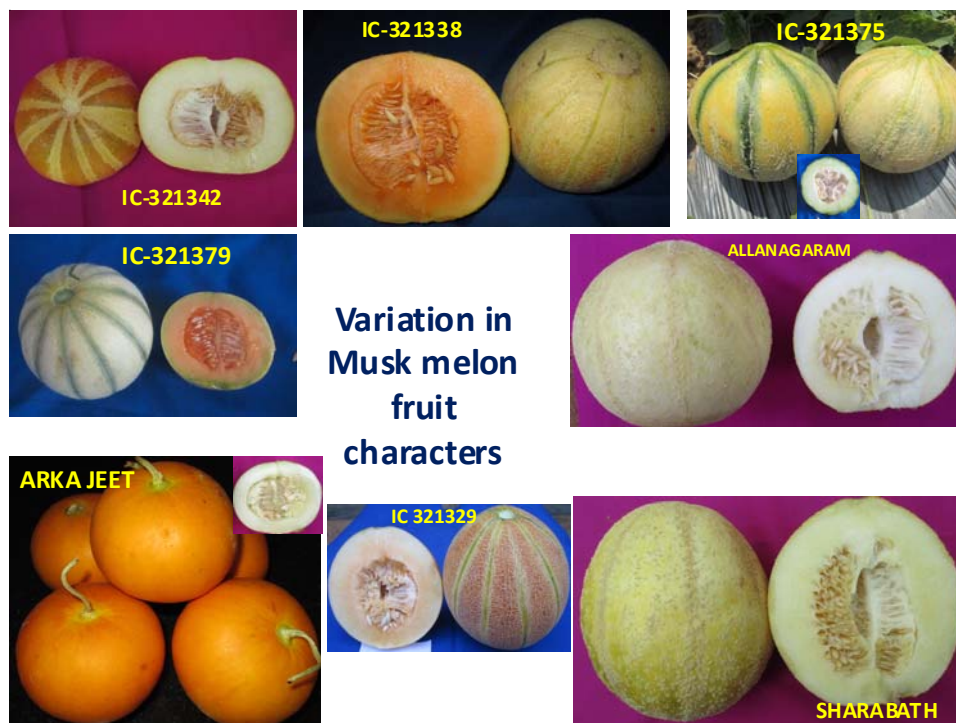 IC-321338
IC-321375
IC-321342
IC-321379
ALLANAGARAM
Variation in
Musk melon
fruit
characters
ARKA JEET
IC 321329
SHARABATH